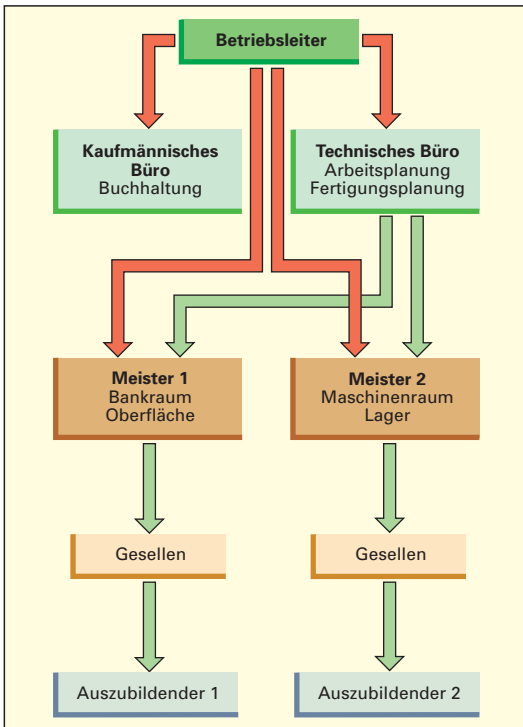 Betriebsleiter
Kaufmännisches
Büro
Buchhaltung
Technisches Büro
Arbeitsplanung
Fertigungsplanung
Meister 1
Bankraum
Oberfläche
Meister 2
Maschinenraum
Lager
Gesellen
Gesellen
Auszubildender 1
Auszubildender 2